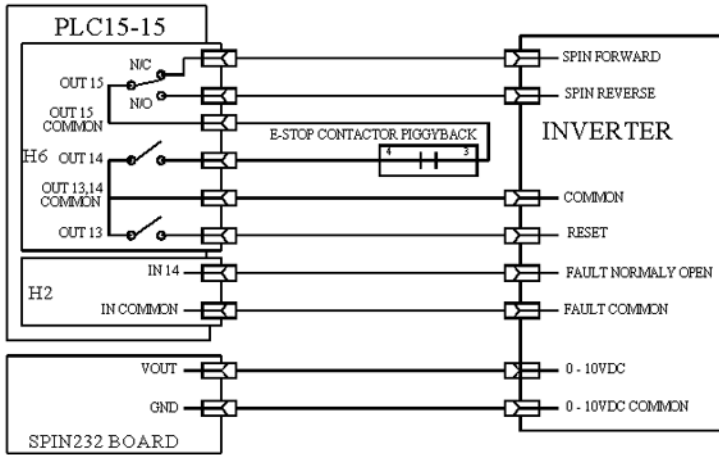 PLC15-15
N/C
OUT 15
N/O
OUT 15
COMMON
H6
OUT 14
OUT 13,14
COMMON
OUT 13
IN 14
H2
IN COMMON
VOUT
GND
SPIN232 BOARD
E-STOP CONTACTOR PIGGYBACK
4
3
SPIN FORWARD
SPIN REVERSE
INVERTER
COMMON
RESET
FAULT NORMALY OPEN
FAULT COMMON
0 - 10VDC
0 - 10VDC COMMON